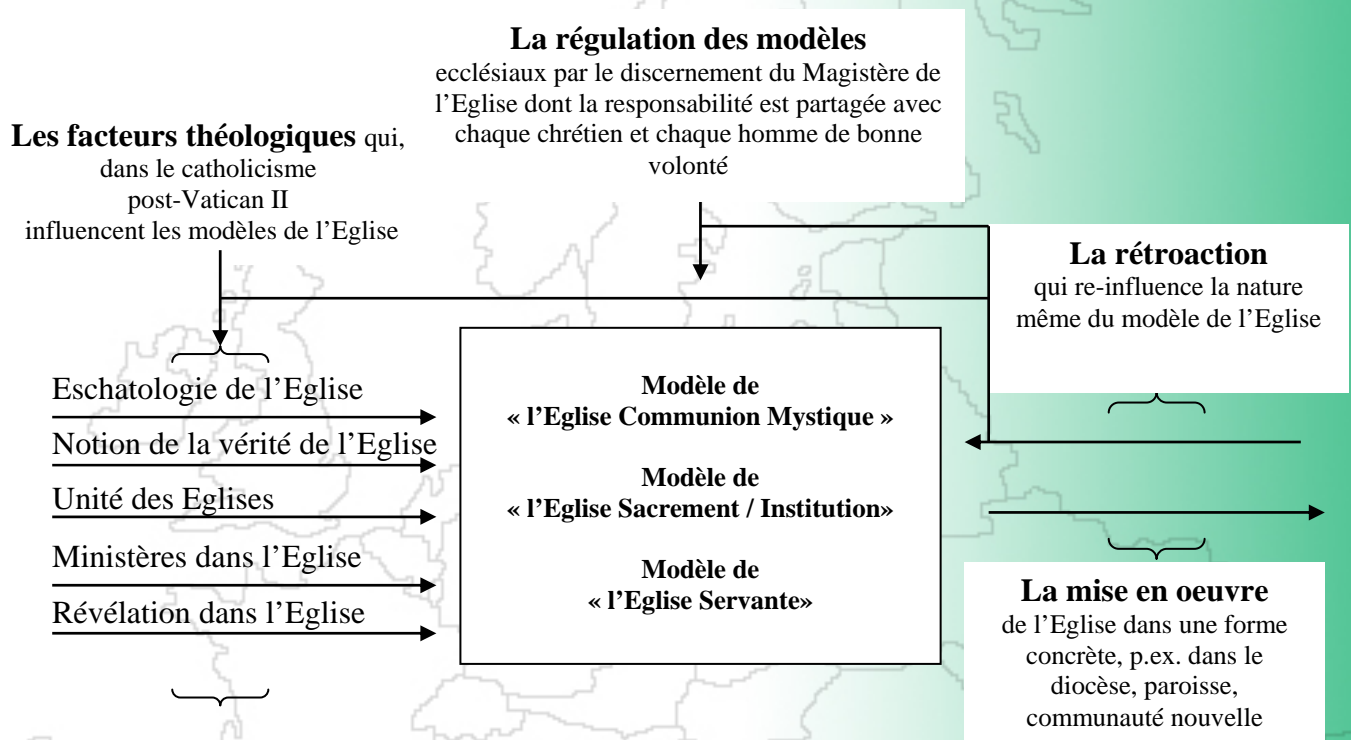 La régulation des modèles
ecclésiaux par le discernement du Magistère de
l’Eglise dont la responsabilité est partagée avec
chaque chrétien et chaque homme de bonne
volonté
Les facteurs théologiques qui,
dans le catholicisme
post-Vatican II
influencent les modèles de l’Eglise
La rétroaction
qui re-influence la nature
même du modèle de l’Eglise
Eschatologie de l’Eglise
Notion de la vérité de l’Eglise
Unité des Eglises
Ministères dans l’Eglise
Révélation dans l’Eglise
Modèle de
« l’Eglise Communion Mystique »
Modèle de
« l’Eglise Sacrement / Institution»
Modèle de
« l’Eglise Servante»
La mise en oeuvre
de l’Eglise dans une forme
concrète, p.ex. dans le
diocèse, paroisse,
communauté nouvelle